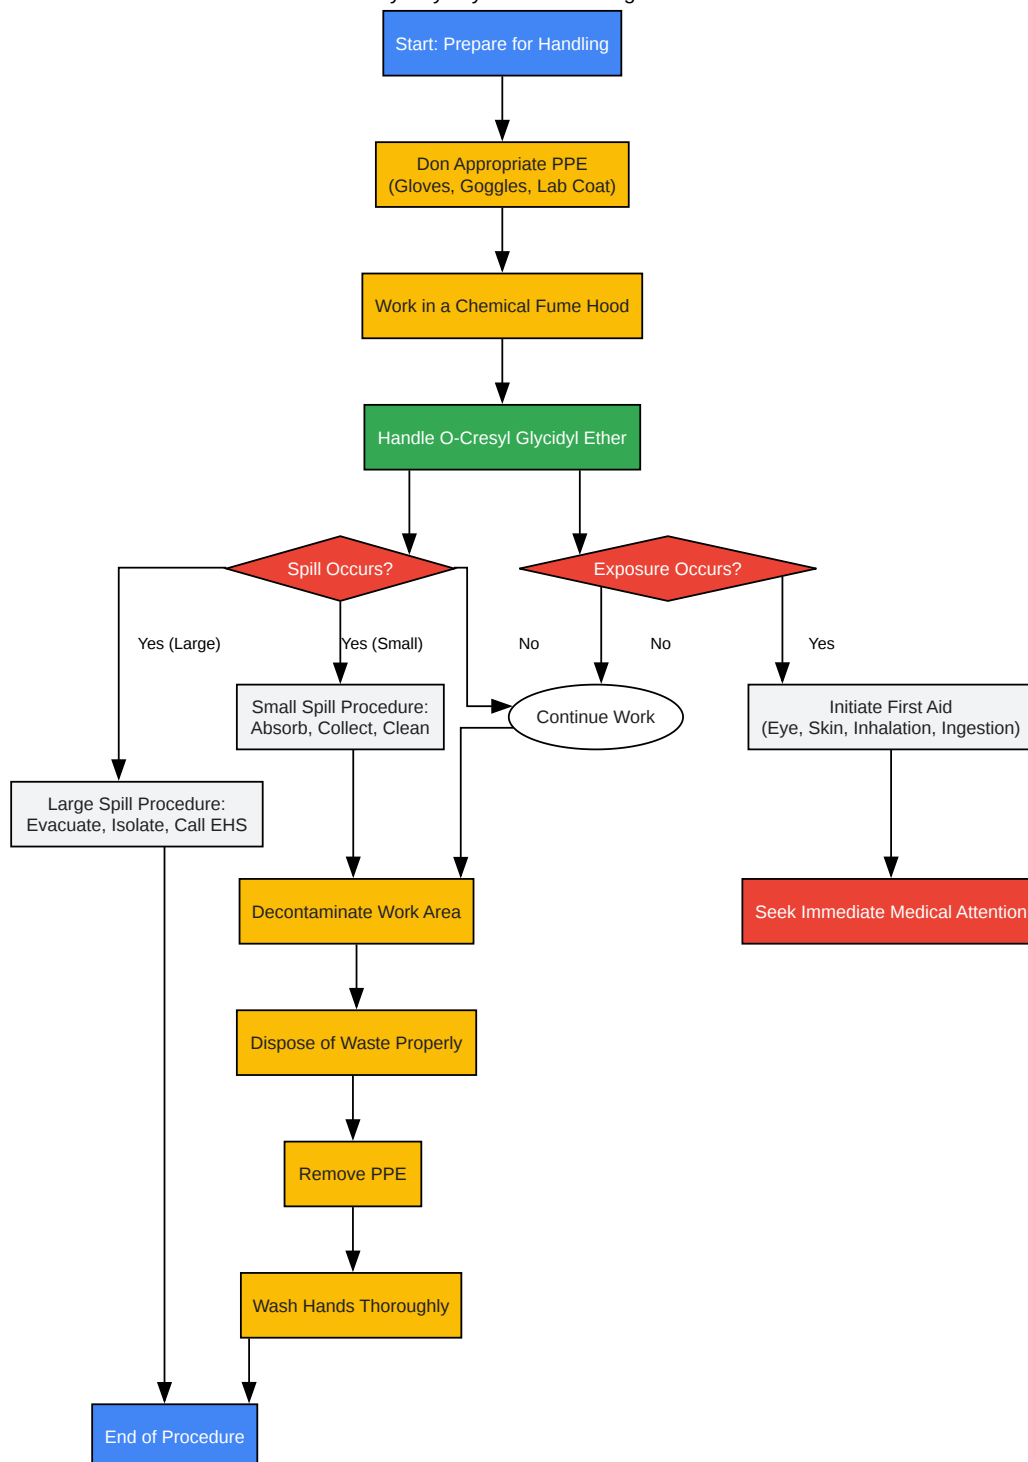 Start: Prepare for Handling
Don Appropriate PPE
(Gloves, Goggles, Lab Coat)
Work in a Chemical Fume Hood
Handle O-Cresyl Glycidyl Ether
Spill Occurs?
Exposure Occurs?
Yes (Large)
Yes (Small)
No
No
Yes
Small Spill Procedure:
Absorb, Collect, Clean
Continue Work
Initiate First Aid
(Eye, Skin, Inhalation, Ingestion)
Large Spill Procedure:
Evacuate, Isolate, Call EHS
Decontaminate Work Area
Seek Immediate Medical Attention
Dispose of Waste Properly
Remove PPE
Wash Hands Thoroughly
End of Procedure